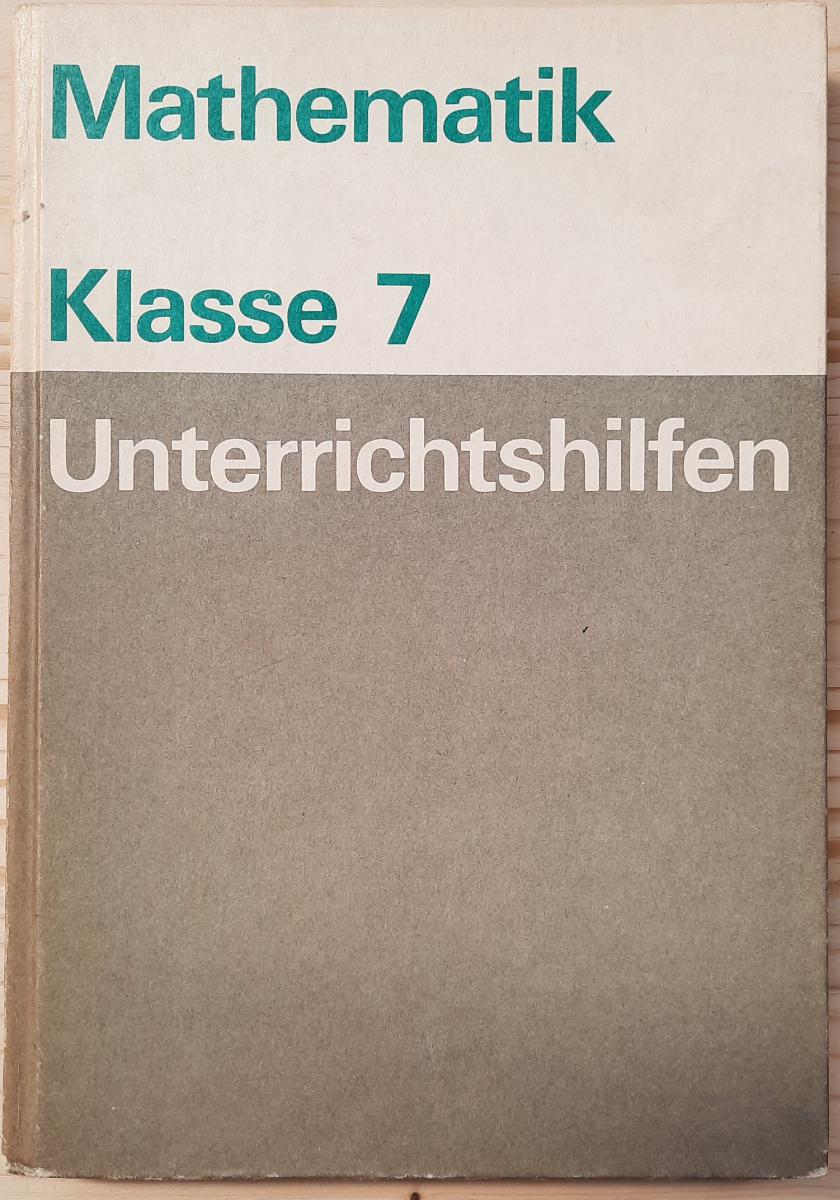 Mathematik
Klasse 7
Unterrichtshilfen